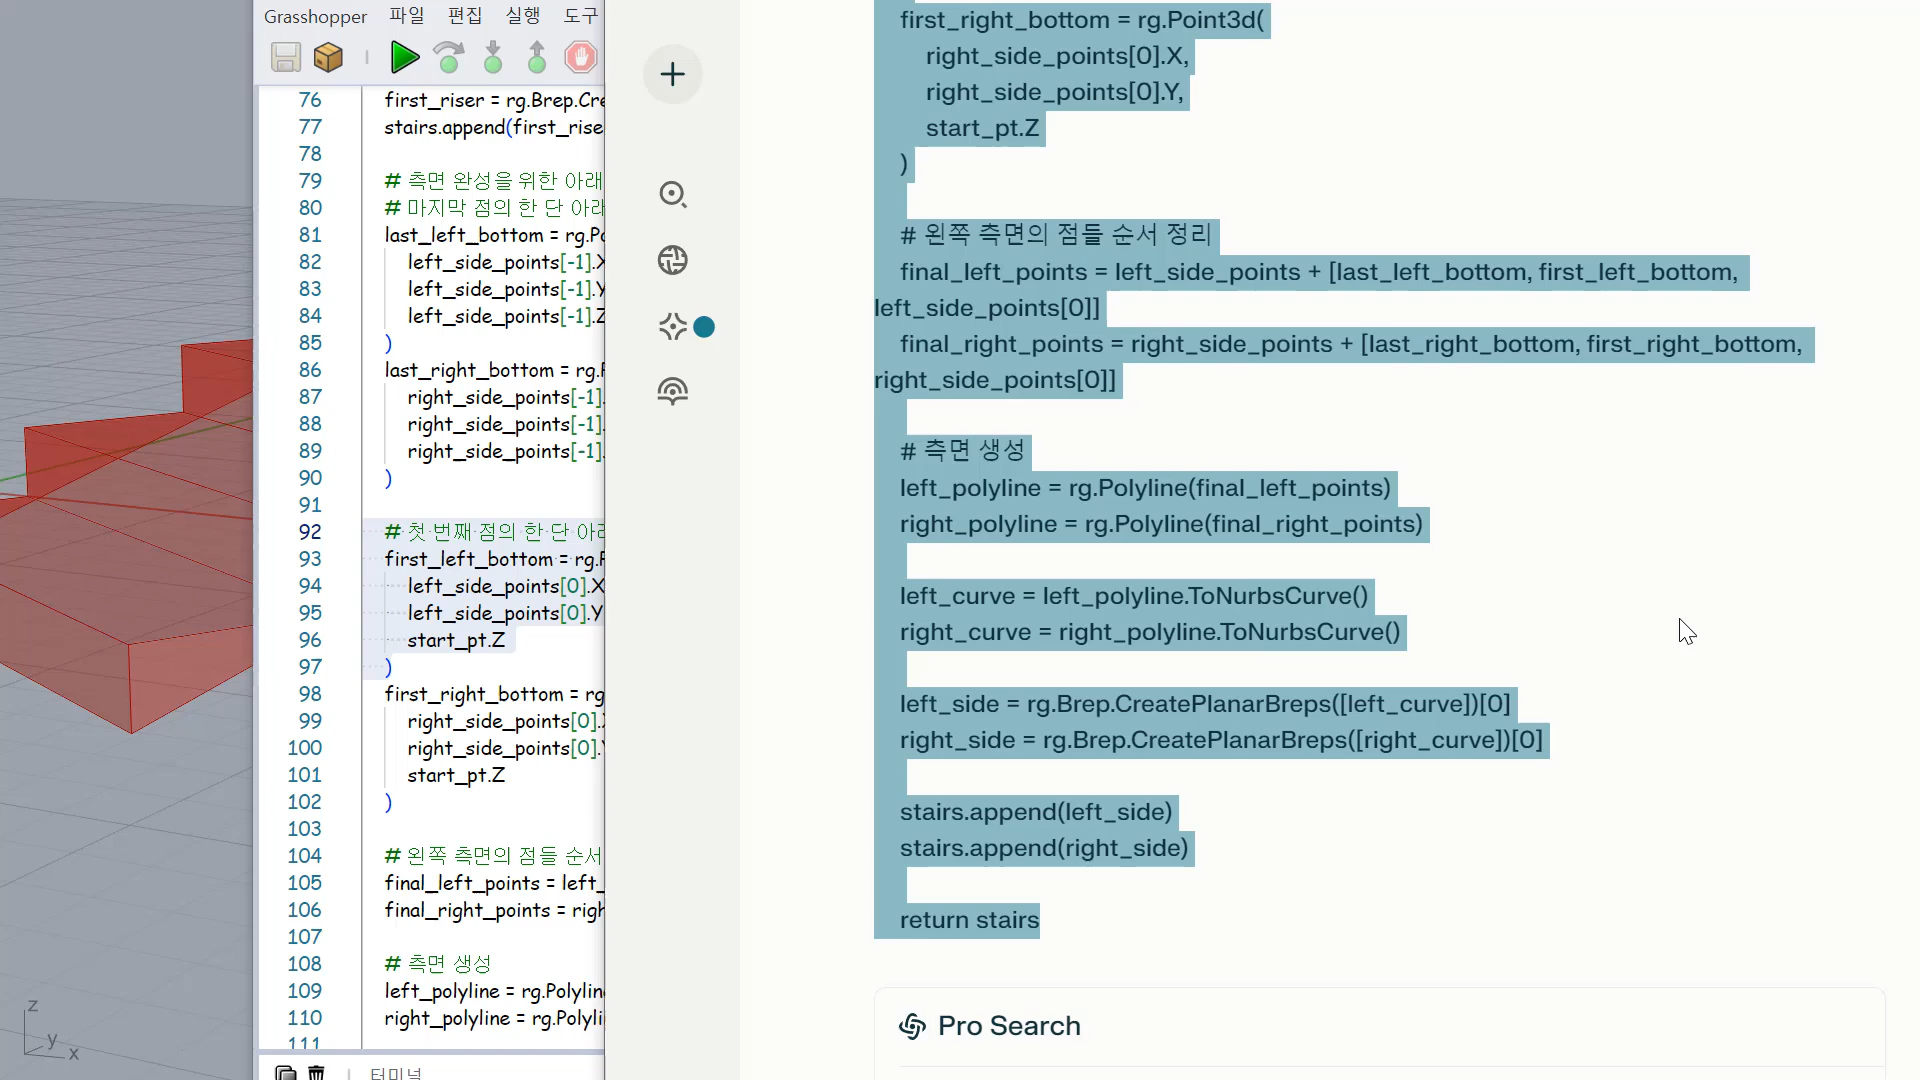 Grasshopper 파일 편집 실행 도구
76 first_riser = rg.Brep.Cre
77 stairs.append(first_rise
78
79 # 측면 완성을 위한 아래
80 # 마지막 점의 한 단 아래
81 last_left_bottom = rg.Po
82 left_side_points[-1].X
83 left_side_points[-1].Y
84 left_side_points[-1].Z
85 )
86 last_right_bottom = rg.P
87 right_side_points[-1].
88 right_side_points[-1].
89 right_side_points[-1].
90 )
91
92 # 첫 번째 점의 한 단 아래
93 first_left_bottom = rg.P
94 left_side_points[0].X
95 left_side_points[0].Y
96 start_pt.Z
97 )
98 first_right_bottom = rg
99 right_side_points[0].X
100 right_side_points[0].Y
101 start_pt.Z
102 )
103
104 # 왼쪽 측면의 점들 순서
105 final_left_points = left_
106 final_right_points = righ
107
108 # 측면 생성
109 left_polyline = rg.Polylin
110 right_polyline = rg.Polyli
111
터미널
z
y
x
first_right_bottom = rg.Point3d(
right_side_points[0].X,
right_side_points[0].Y,
start_pt.Z
)
# 왼쪽 측면의 점들 순서 정리
final_left_points = left_side_points + [last_left_bottom, first_left_bottom,
left_side_points[0]]
final_right_points = right_side_points + [last_right_bottom, first_right_bottom,
right_side_points[0]]
# 측면 생성
left_polyline = rg.Polyline(final_left_points)
right_polyline = rg.Polyline(final_right_points)
left_curve = left_polyline.ToNurbsCurve()
right_curve = right_polyline.ToNurbsCurve()
left_side = rg.Brep.CreatePlanarBreps([left_curve])[0]
right_side = rg.Brep.CreatePlanarBreps([right_curve])[0]
stairs.append(left_side)
stairs.append(right_side)
return stairs
Pro Search